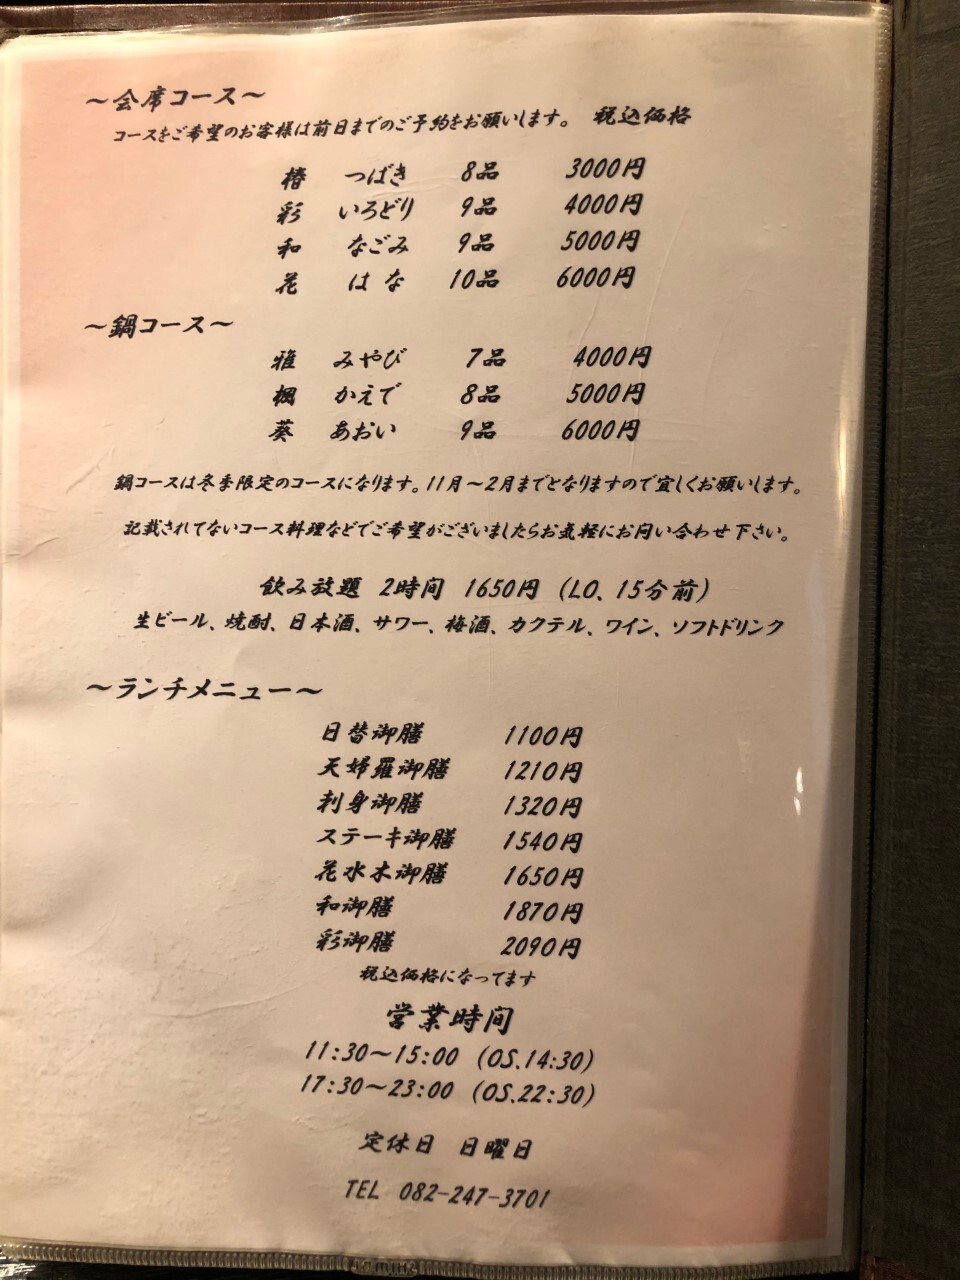 ～会席コース～
コースをご希望のお客様は前日までのご予約をお願いします。 税込価格
椿 つばき 8品 3000円
彩 いろどり 9品 4000円
和 なごみ 9品 5000円
花 はな 10品 6000円
～鍋コース～
雅 みやび 7品 4000円
楓 かえで 8品 5000円
葵 あおい 9品 6000円
鍋コースは冬季限定のコースになります。11月～2月までとなりますので宜しくお願いします。
記載されてないコース料理などでご希望がございましたらお気軽にお問い合わせ下さい。
飲み放題 2時間 1650円 (LO、15分前)
生ビール、焼酎、日本酒、サワー、梅酒、カクテル、ワイン、ソフトドリンク
～ランチメニュー～
日替御膳 1100円
天婦羅御膳 1210円
刺身御膳 1320円
ステーキ御膳 1540円
花水木御膳 1650円
和御膳 1870円
彩御膳 2090円
税込価格になってます
営業時間
11:30～15:00 (OS.14:30)
17:30～23:00 (OS.22:30)
定休日 日曜日
TEL 082-247-3701